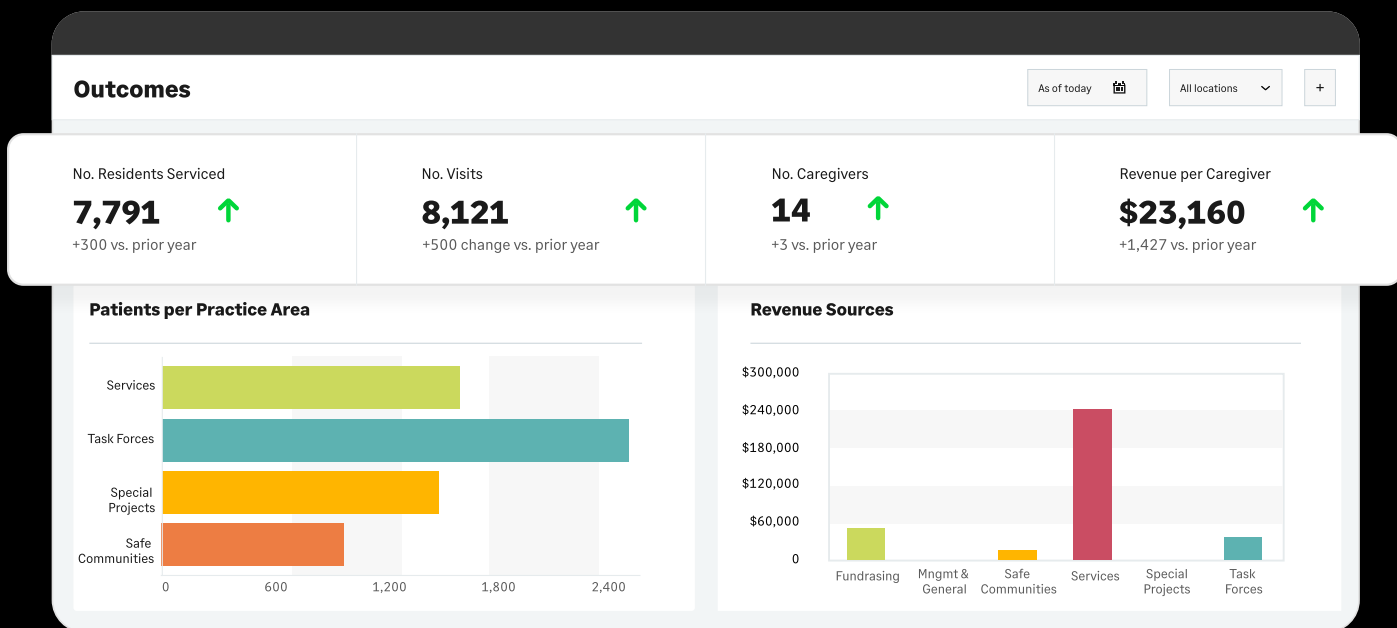 Outcomes
As of today
All locations
+
No. Residents Serviced
7,791
+300 vs. prior year
No. Visits
8,121
+500 change vs. prior year
No. Caregivers
14
+3 vs. prior year
Revenue per Caregiver
$23,160
+1,427 vs. prior year
Patients per Practice Area
Services
Task Forces
Special
Projects
Safe
Communities
0 600 1,200 1,800 2,400
Revenue Sources
$300,000
$240,000
$180,000
$120,000
$60,000
0
Fundrasing
Mngmt &
General
Safe
Communities
Services
Special
Projects
Task
Forces